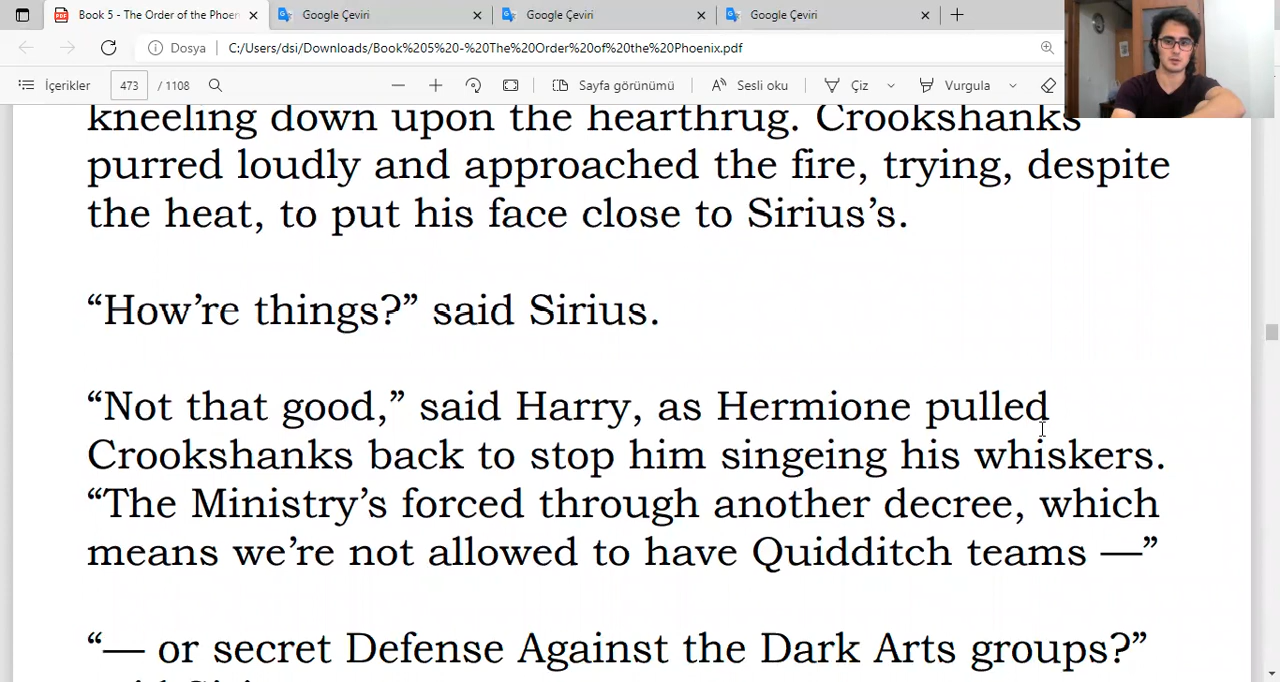 Book 5 - The Order of the Phoen
Google Çeviri
Google Çeviri
Google Çeviri
Dosya
C:/Users/dsi/Downloads/Book%205%20-%20The%20Order%20of%20the%20Phoenix.pdf
İçerikler
473
/ 1108
Sayfa görünümü
Sesli oku
Çiz
Vurgula
kneeling down upon the hearthrug. Crookshanks
purred loudly and approached the fire, trying, despite
the heat, to put his face close to Sirius’s.
“How’re things?” said Sirius.
“Not that good,” said Harry, as Hermione pulled
Crookshanks back to stop him singeing his whiskers.
“The Ministry’s forced through another decree, which
means we’re not allowed to have Quidditch teams —”
“— or secret Defense Against the Dark Arts groups?”